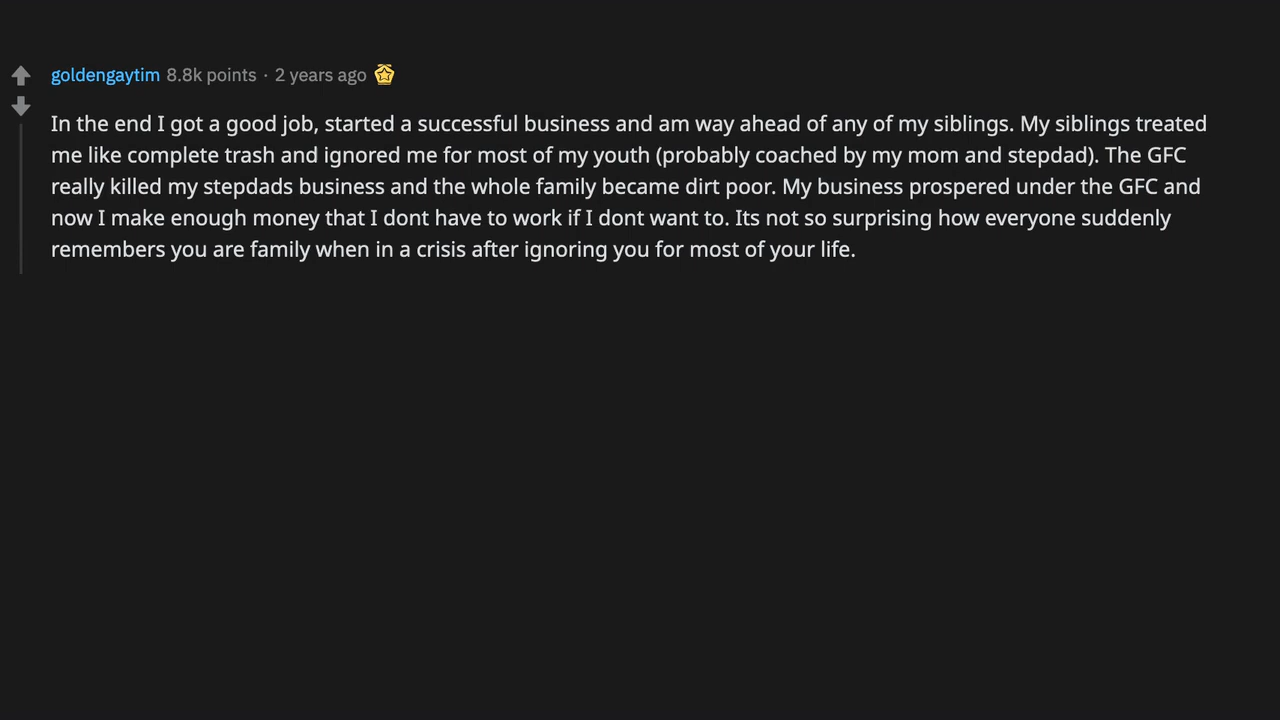 goldengaytim 8.8k points · 2 years ago
In the end I got a good job, started a successful business and am way ahead of any of my siblings. My siblings treated
me like complete trash and ignored me for most of my youth (probably coached by my mom and stepdad). The GFC
really killed my stepdads business and the whole family became dirt poor. My business prospered under the GFC and
now I make enough money that I dont have to work if I dont want to. Its not so surprising how everyone suddenly
remembers you are family when in a crisis after ignoring you for most of your life.